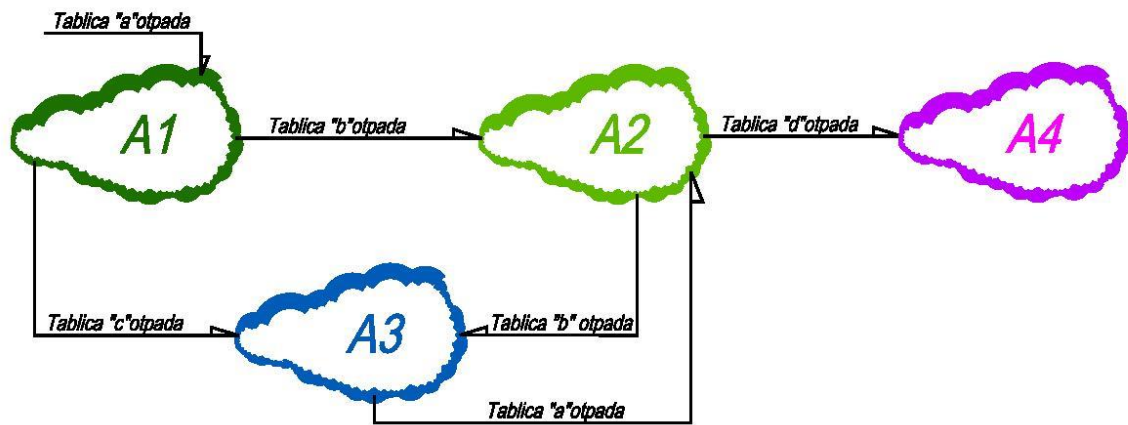 Tablica "a"otpada
A1
Tablica "b"otpada
A2
Tablica "d"otpada
A4
Tablica "c"otpada
A3
Tablica "b" otpada
Tablica "a"otpada